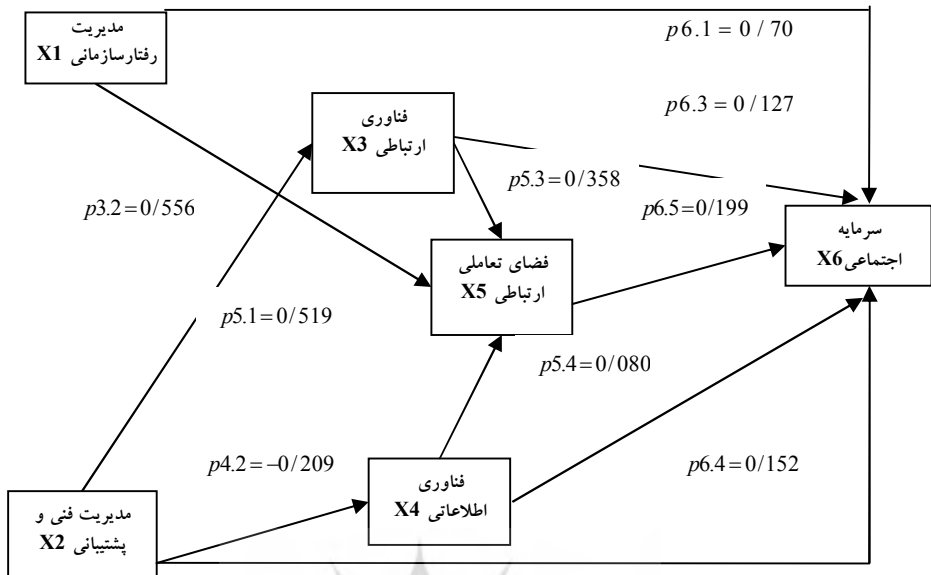 مدیریت
رفتارسازمانی X1
p6.1 = 0 / 70
p6.3 = 0 /127
فناوری
ارتباطی X3
p5.3=0/358
p3.2=0/556
p6.5=0/199
سرمایه
اجتماعی X6
فضای تعاملی
ارتباطی X5
p5.1=0/519
p5.4=0/080
p4.2=−0/209
p6.4=0/152
فناوری
اطلاعاتی X4
مدیریت فنی و
پشتیبانی X2